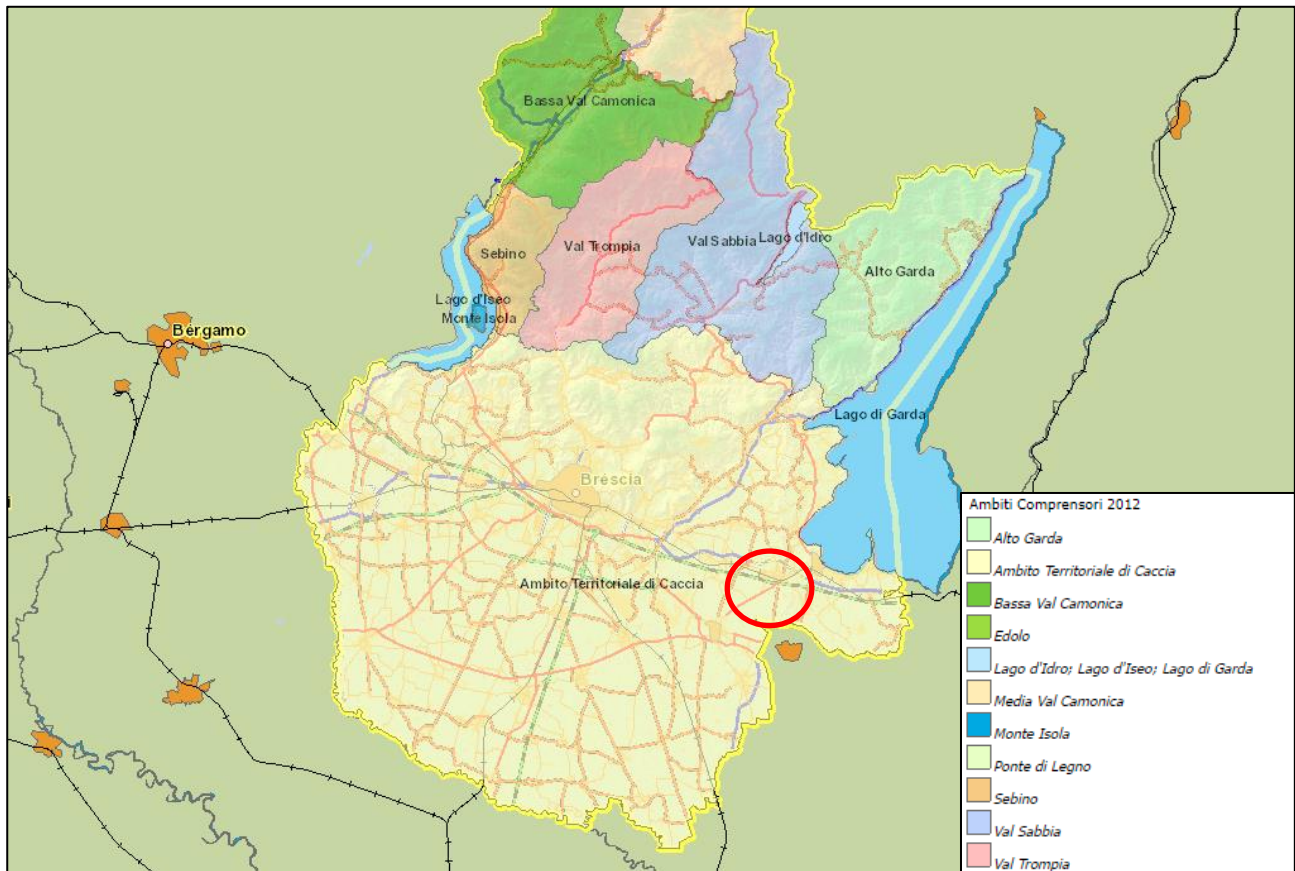 Bassa Val Camonica
Sebino
Val Trompia
Val Sabbia
Lago d'Idro
Alto Garda
Lago d'Iseo
Monte Isola
Bérgamo
Lago di Garda
Brescia
Ambito Territoriale di Caccia
i
Ambiti Comprensori 2012
Alto Garda
Ambito Territoriale di Caccia
Bassa Val Camonica
Edolo
Lago d'Idro; Lago d'Iseo; Lago di Garda
Media Val Camonica
Monte Isola
Ponte di Legno
Sebino
Val Sabbia
Val Trompia